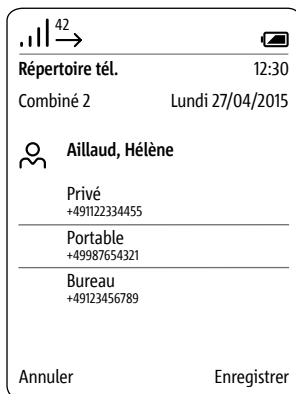 42
Répertoire tél. 12:30
Combiné 2 Lundi 27/04/2015
Aillaud, Hélène
Privé
+491122334455
Portable
+49987654321
Bureau
+49123456789
Annuler Enregistrer